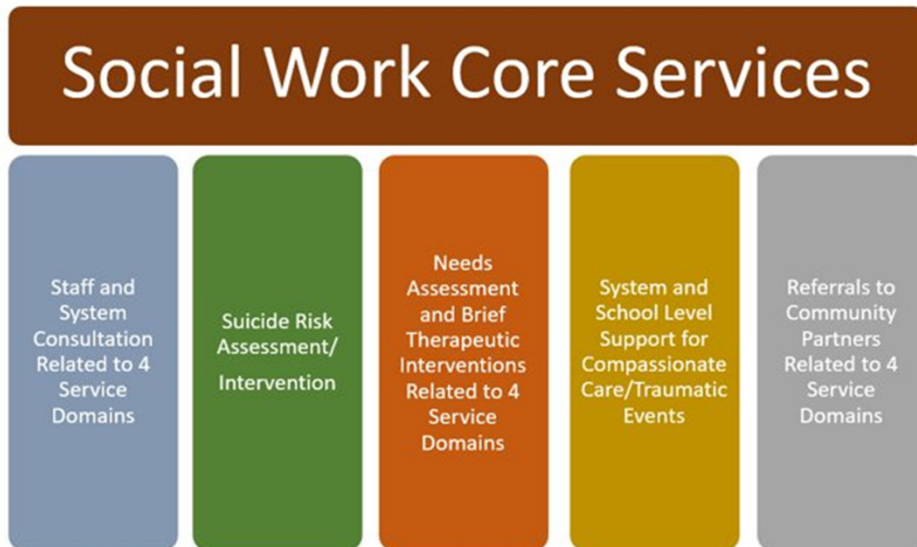 Social Work Core Services
Staff and
System
Consultation
Related to 4
Service
Domains
Suicide Risk
Assessment/
Intervention
Needs
Assessment
and Brief
Therapeutic
Interventions
Related to 4
Service
Domains
System and
School Level
Support for
Compassionate
Care/Traumatic
Events
Referrals to
Community
Partners
Related to 4
Service
Domains